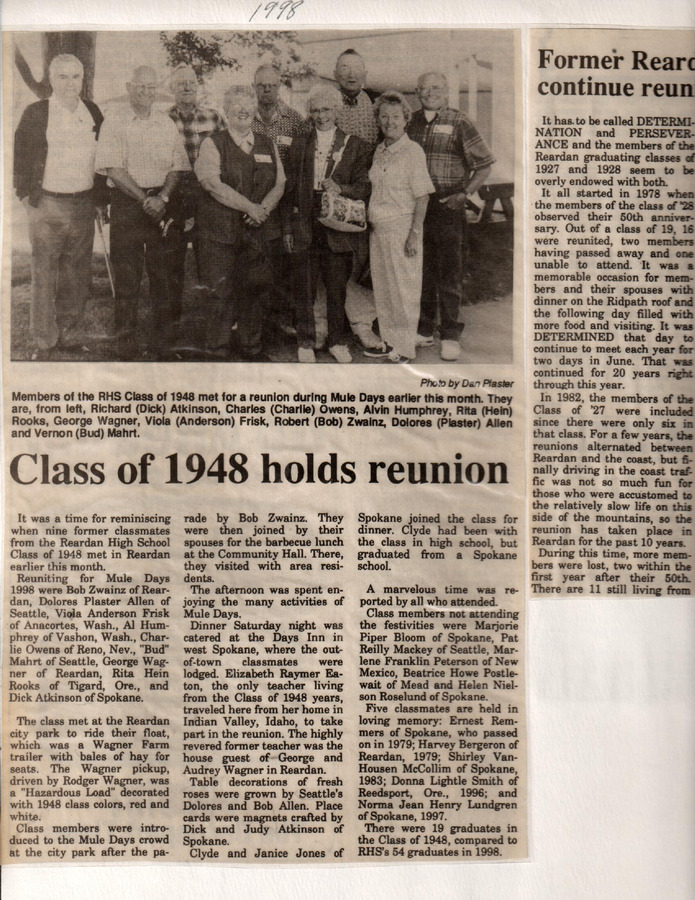 1998
Photo by Dan Plaster
Members of the RHS Class of 1948 met for a reunion during Mule Days earlier this month. They
are, from left, Richard (Dick) Atkinson, Charles (Charlie) Owens, Alvin Humphrey, Rita (Hein)
Rooks, George Wagner, Viola (Anderson) Frisk, Robert (Bob) Zwainz, Dolores (Plaster) Allen
and Vernon (Bud) Mahrt.
Class of 1948 holds reunion
It was a time for reminiscing
when nine former classmates
from the Reardan High School
Class of 1948 met in Reardan
earlier this month.
Reuniting for Mule Days
1998 were Bob Zwainz of Rear-
dan, Dolores Plaster Allen of
Seattle, Viola Anderson Frisk
of Anacortes, Wash., Al Hum-
phrey of Vashon, Wash., Char-
lie Owens of Reno, Nev., "Bud"
Mahrt of Seattle, George Wag-
ner of Reardan, Rita Hein
Rooks of Tigard, Ore., and
Dick Atkinson of Spokane.
The class met at the Reardan
city park to ride their float,
which was a Wagner Farm
trailer with bales of hay for
seats. The Wagner pickup,
driven by Rodger Wagner, was
a "Hazardous Load" decorated
with 1948 class colors, red and
white.
Class members were intro-
duced to the Mule Days crowd
at the city park after the pa-
rade by Bob Zwainz. They
were then joined by their
spouses for the barbecue lunch
at the Community Hall. There,
they visited with area resi-
dents.
The afternoon was spent en-
joying the many activities of
Mule Days.
Dinner Saturday night was
catered at the Days Inn in
west Spokane, where the out-
of-town classmates were
lodged. Elizabeth Raymer Ea-
ton, the only teacher living
from the Class of 1948 years,
traveled here from her home in
Indian Valley, Idaho, to take
part in the reunion. The highly
revered former teacher was the
house guest of George and
Audrey Wagner in Reardan.
Table decorations of fresh
roses were grown by Seattle's
Dolores and Bob Allen. Place
cards were magnets crafted by
Dick and Judy Atkinson of
Spokane.
Clyde and Janice Jones of
Spokane joined the class for
dinner. Clyde had been with
the class in high school, but
graduated from a Spokane
school.
A marvelous time was re-
ported by all who attended.
Class members not attending
the festivities were Marjorie
Piper Bloom of Spokane, Pat
Reilly Mackey of Seattle, Mar-
lene Franklin Peterson of New
Mexico, Beatrice Howe Postle-
wait of Mead and Helen Niel-
son Roselund of Spokane.
Five classmates are held in
loving memory: Ernest Rem-
mers of Spokane, who passed
on in 1979; Harvey Bergeron of
Reardan, 1979; Shirley Van-
Housen McCollim of Spokane,
1983; Donna Lightle Smith of
Reedsport, Ore., 1996; and
Norma Jean Henry Lundgren
of Spokane, 1997.
There were 19 graduates in
the Class of 1948, compared to
RHS's 54 graduates in 1998.
Former Reard
continue reun
It has to be called DETERMI-
NATION and PERSEVER-
ANCE and the members of the
Reardan graduating classes of
1927 and 1928 seem to be
overly endowed with both.
It all started in 1978 when
the members of the class of '28
observed their 50th anniver-
sary. Out of a class of 19, 16
were reunited, two members
having passed away and one
unable to attend. It was a
memorable occasion for mem-
bers and their spouses with
dinner on the Ridpath roof and
the following day filled with
more food and visiting. It was
DETERMINED that day to
continue to meet each year for
two days in June. That was
continued for 20 years right
through this year.
In 1982, the members of the
Class of '27 were included
since there were only six in
that class. For a few years, the
reunions alternated between
Reardan and the coast, but fi-
nally driving in the coast traf-
fic was not so much fun for
those who were accustomed to
the relatively slow life on this
side of the mountains, so the
reunion has taken place in
Reardan for the past 10 years.
During this time, more mem-
bers were lost, two within the
first year after their 50th.
There are 11 still living from